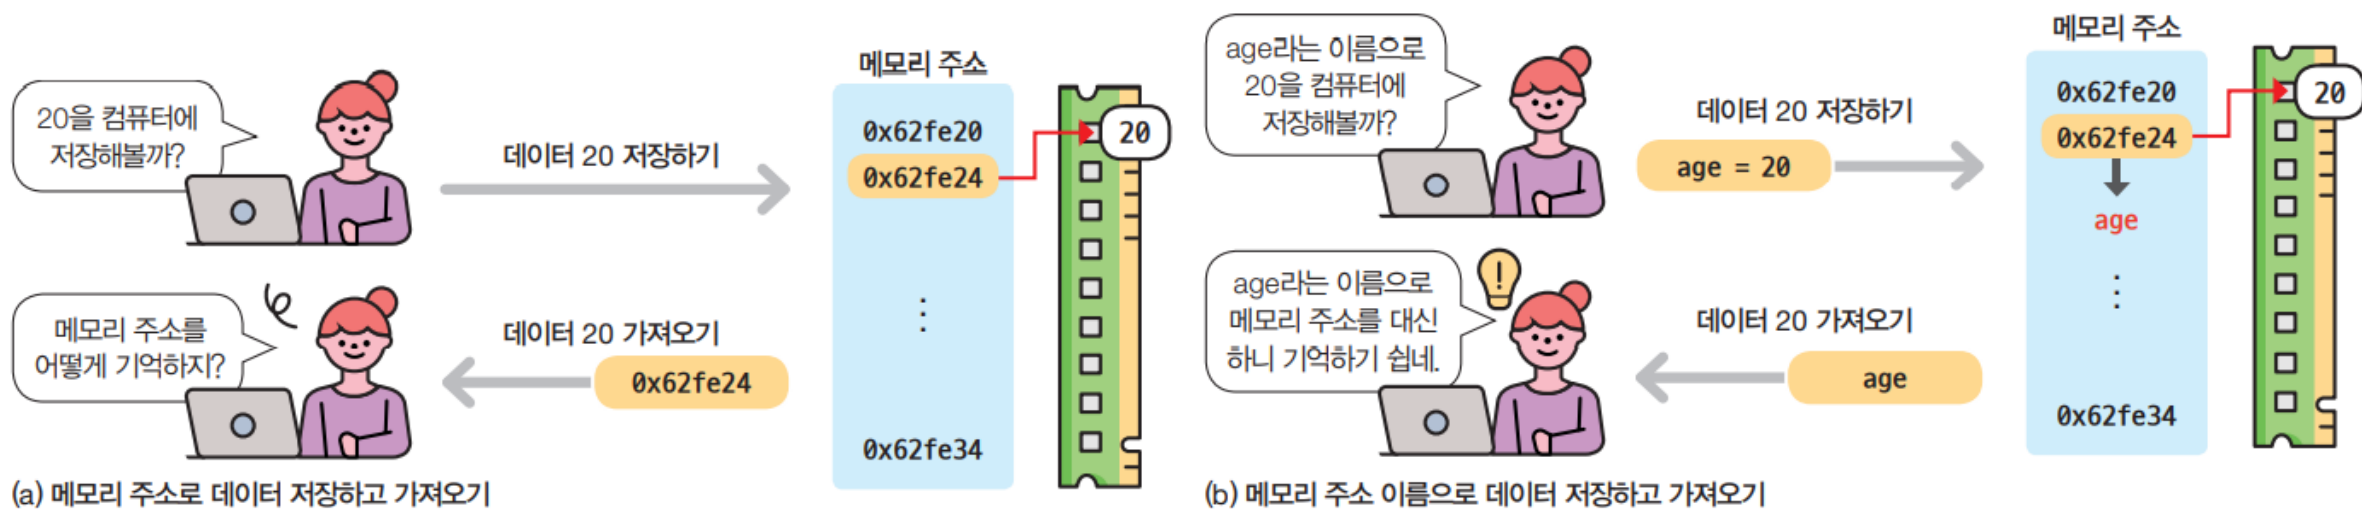 20을 컴퓨터에
저장해볼까?
데이터 20 저장하기
메모리 주소
0x62fe20
0x62fe24
⋮
0x62fe34
20
메모리 주소를
어떻게 기억하지?
데이터 20 가져오기
0x62fe24
(a) 메모리 주소로 데이터 저장하고 가져오기
age라는 이름으로
20을 컴퓨터에
저장해볼까?
데이터 20 저장하기
age = 20
메모리 주소
0x62fe20
0x62fe24
age
⋮
0x62fe34
20
age라는 이름으로
메모리 주소를 대신
하니 기억하기 쉽네.
!
데이터 20 가져오기
age
(b) 메모리 주소 이름으로 데이터 저장하고 가져오기